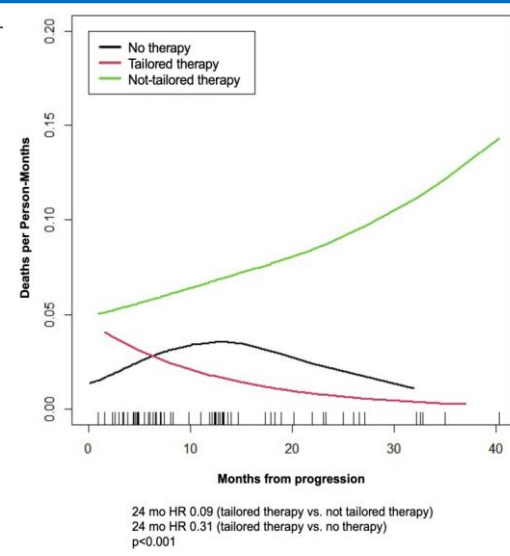 No therapy
Tailored therapy
Not-tailored therapy
Deaths per Person-Months
0.20
0.15
0.10
0.05
0.00
0 10 20 30 40
Months from progression
24 mo HR 0.09 (tailored therapy vs. not tailored therapy)
24 mo HR 0.31 (tailored therapy vs. no therapy)
p<0.001